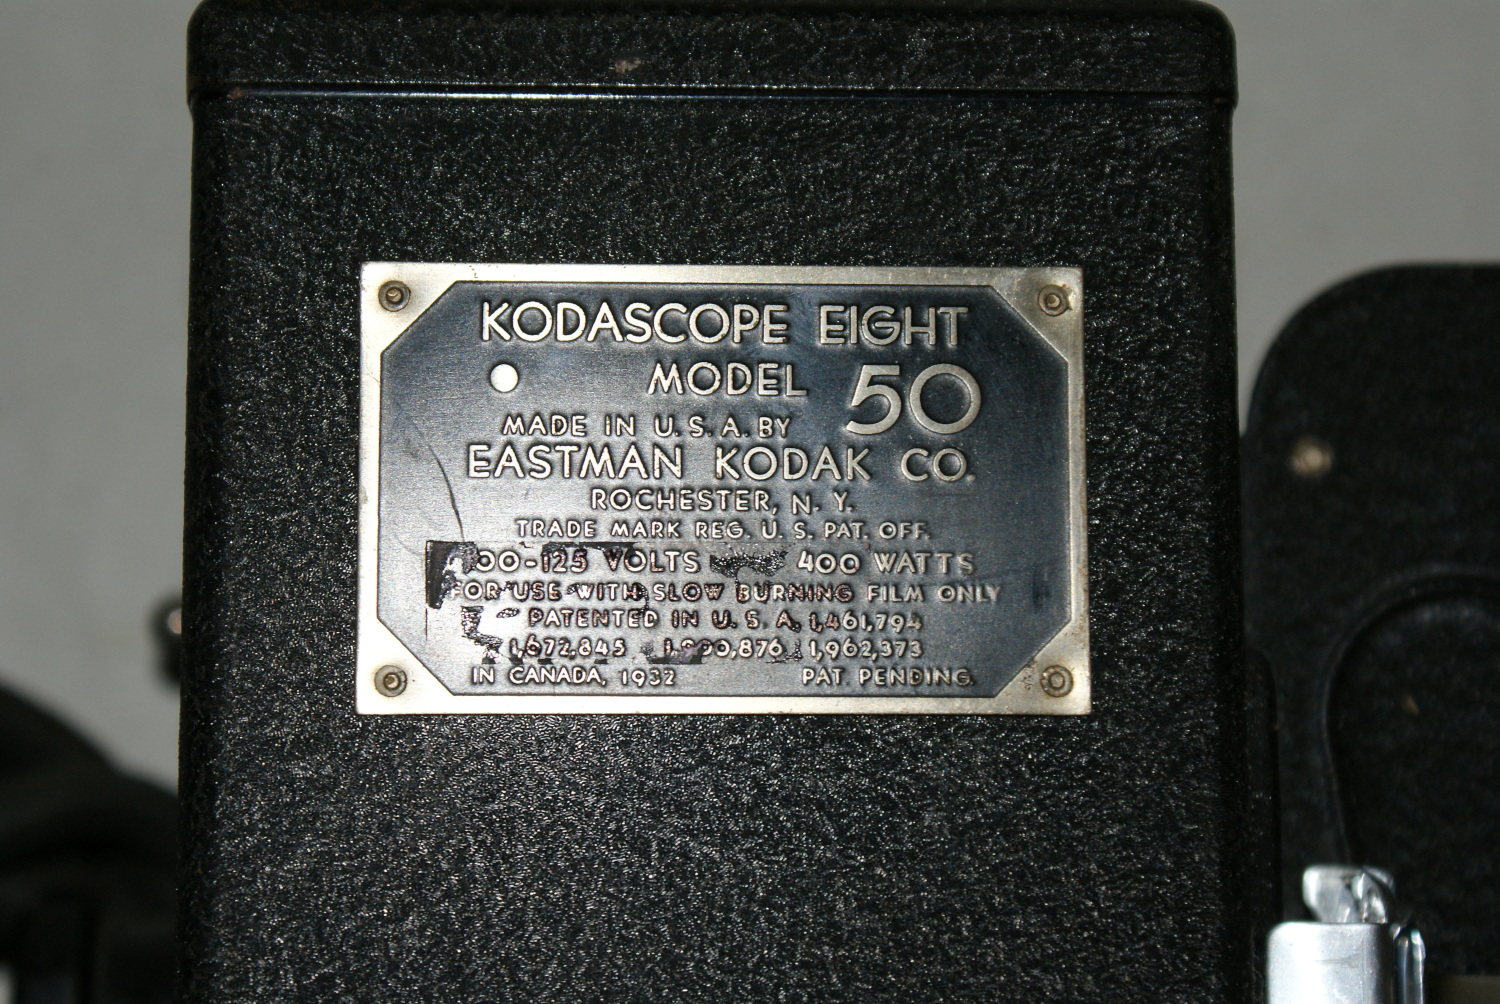 KODASCOPE EIGHT
MODEL 50
MADE IN U.S.A. BY
EASTMAN KODAK CO.
ROCHESTER, N. Y.
TRADE MARK REG. U. S. PAT. OFF.
100-125 VOLTS 400 WATTS
FOR USE WITH SLOW BURNING FILM ONLY
PATENTED IN U. S. A. 1,461,794
1,672,845 1,962,373
IN CANADA, 1932 PAT. PENDING.